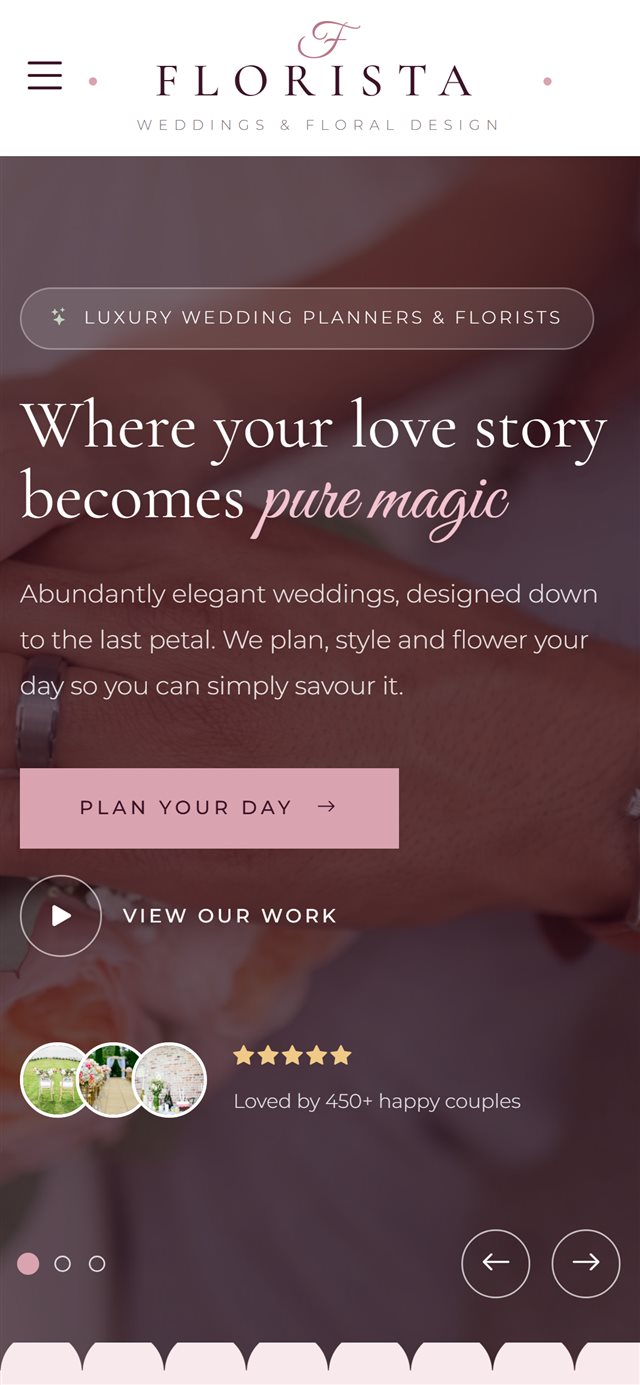 F
FLORISTA
WEDDINGS & FLORAL DESIGN
LUXURY WEDDING PLANNERS & FLORISTS
Where your love story
becomes pure magic
Abundantly elegant weddings, designed down
to the last petal. We plan, style and flower your
day so you can simply savour it.
PLAN YOUR DAY →
VIEW OUR WORK
Loved by 450+ happy couples